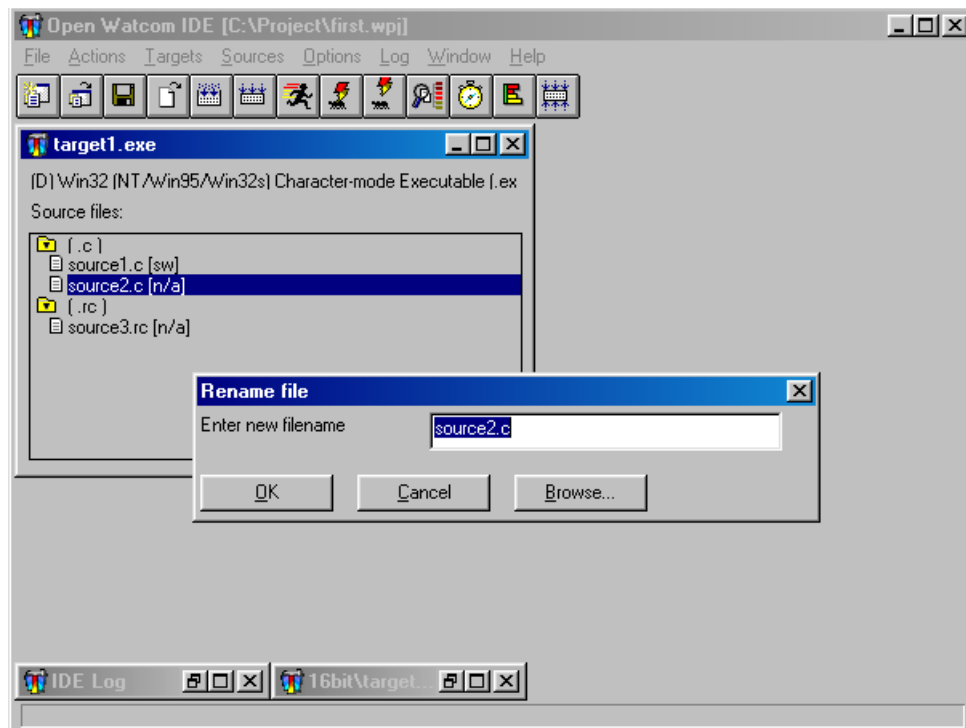 Open Watcom IDE [C:\Project\first.wpj]
File Actions Targets Sources Options Log Window Help
target1.exe
(D) Win32 (NT/Win95/Win32s) Character-mode Executable (.ex
Source files:
(.c)
source1.c [sw]
source2.c [n/a]
(.rc)
source3.rc [n/a]
Rename file
Enter new filename
source2.c
OK Cancel Browse...
IDE Log 16bit\target...